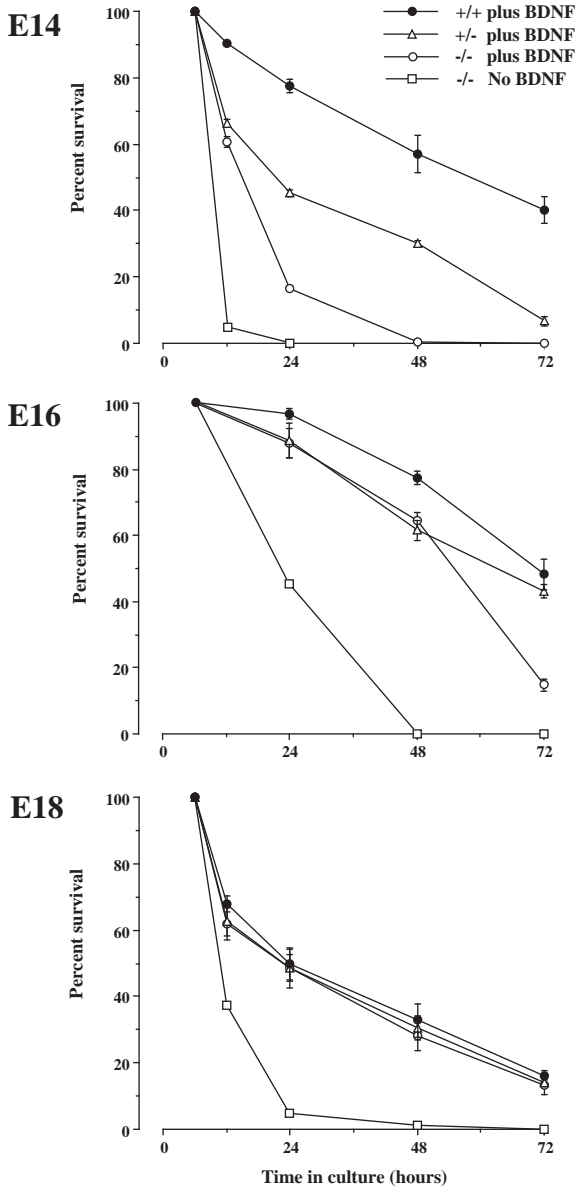 E14
+/+ plus BDNF
+/- plus BDNF
-/- plus BDNF
-/- No BDNF
Percent survival
100
80
60
40
20
0
0 24 48 72
E16
Percent survival
100
80
60
40
20
0
0 24 48 72
E18
Percent survival
100
80
60
40
20
0
0 24 48 72
Time in culture (hours)